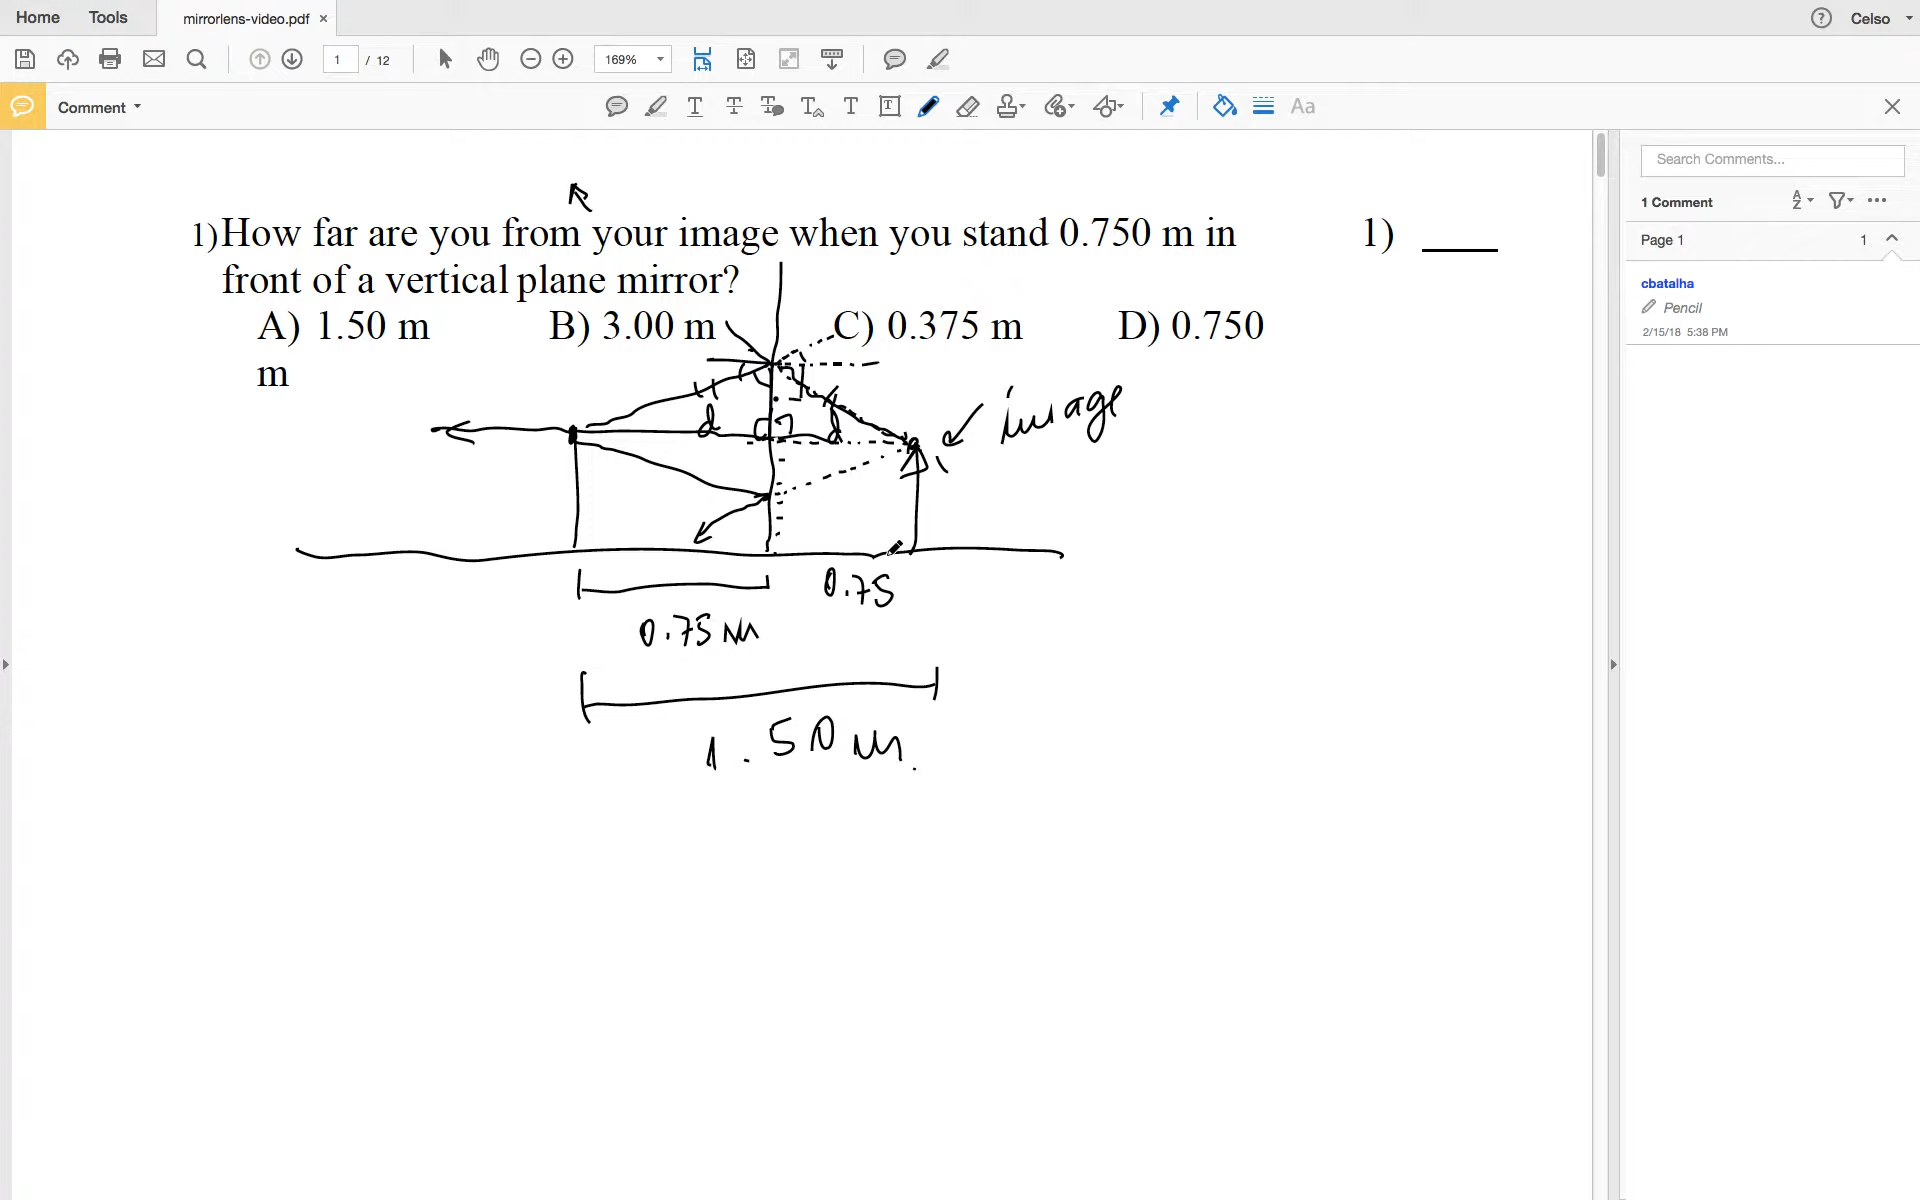 Home Tools mirrorlens-video.pdf × Celso
1 / 12 169%
Comment Aa
Search Comments...
1 Comment
Page 1 1
cbatalha
Pencil
2/15/18 5:38 PM
1) How far are you from your image when you stand 0.750 m in 1) ____
front of a vertical plane mirror?
A) 1.50 m B) 3.00 m C) 0.375 m D) 0.750
m
image
d d
0.75
0.75 m
1.50 m.